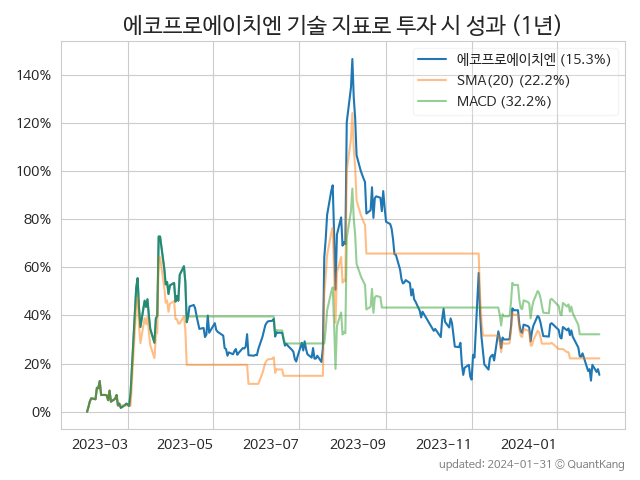 에코프로에이치엔 기술 지표로 투자 시 성과 (1년)
에코프로에이치엔 (15.3%)
SMA(20) (22.2%)
MACD (32.2%)
140%
120%
100%
80%
60%
40%
20%
0%
2023-03 2023-05 2023-07 2023-09 2023-11 2024-01
updated: 2024-01-31 © QuantKang